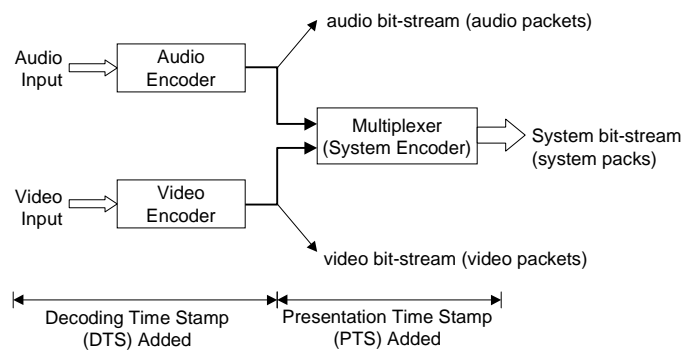 audio bit-stream (audio packets)
Audio
Input
Audio
Encoder
Multiplexer
(System Encoder)
System bit-stream
(system packs)
Video
Input
Video
Encoder
video bit-stream (video packets)
Decoding Time Stamp
(DTS) Added
Presentation Time Stamp
(PTS) Added